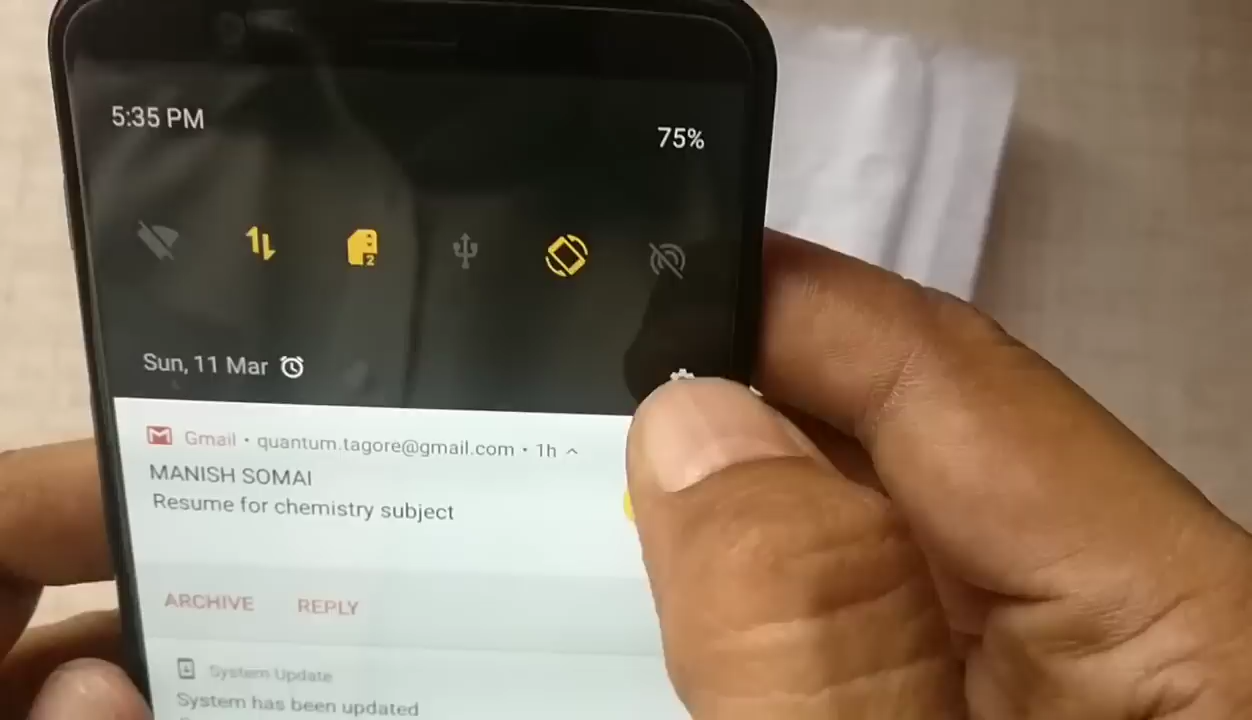 5:35 PM
75%
2
Sun, 11 Mar
Gmail • quantum.tagore@gmail.com • 1h
MANISH SOMAI
Resume for chemistry subject
ARCHIVE REPLY
System Update
System has been updated